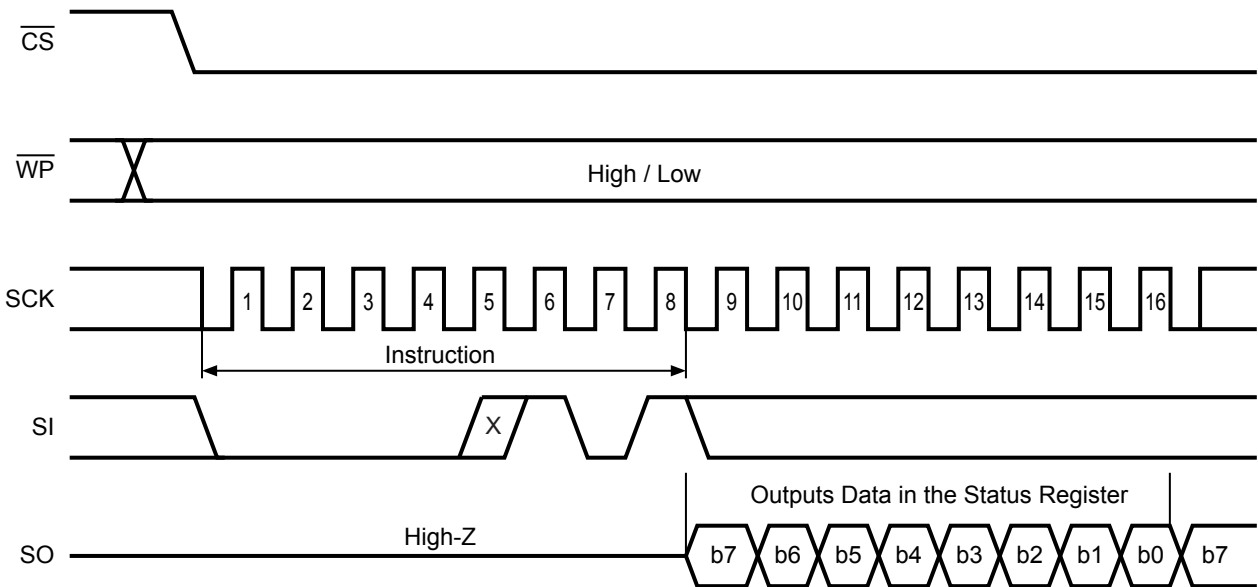 CS
WP
High / Low
SCK
1 2 3 4 5 6 7 8 9 10 11 12 13 14 15 16
Instruction
SI
X
Outputs Data in the Status Register
High-Z
SO
b7 b6 b5 b4 b3 b2 b1 b0 b7